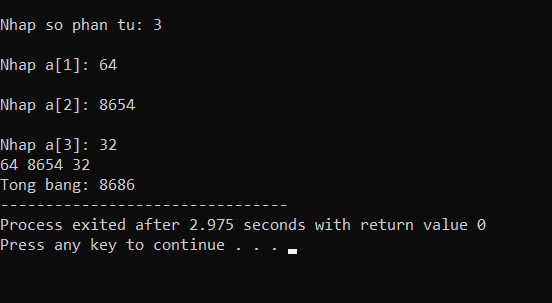 Nhap so phan tu: 3
Nhap a[1]: 64
Nhap a[2]: 8654
Nhap a[3]: 32
64 8654 32
Tong bang: 8686
--------------------------------
Process exited after 2.975 seconds with return value 0
Press any key to continue . . .